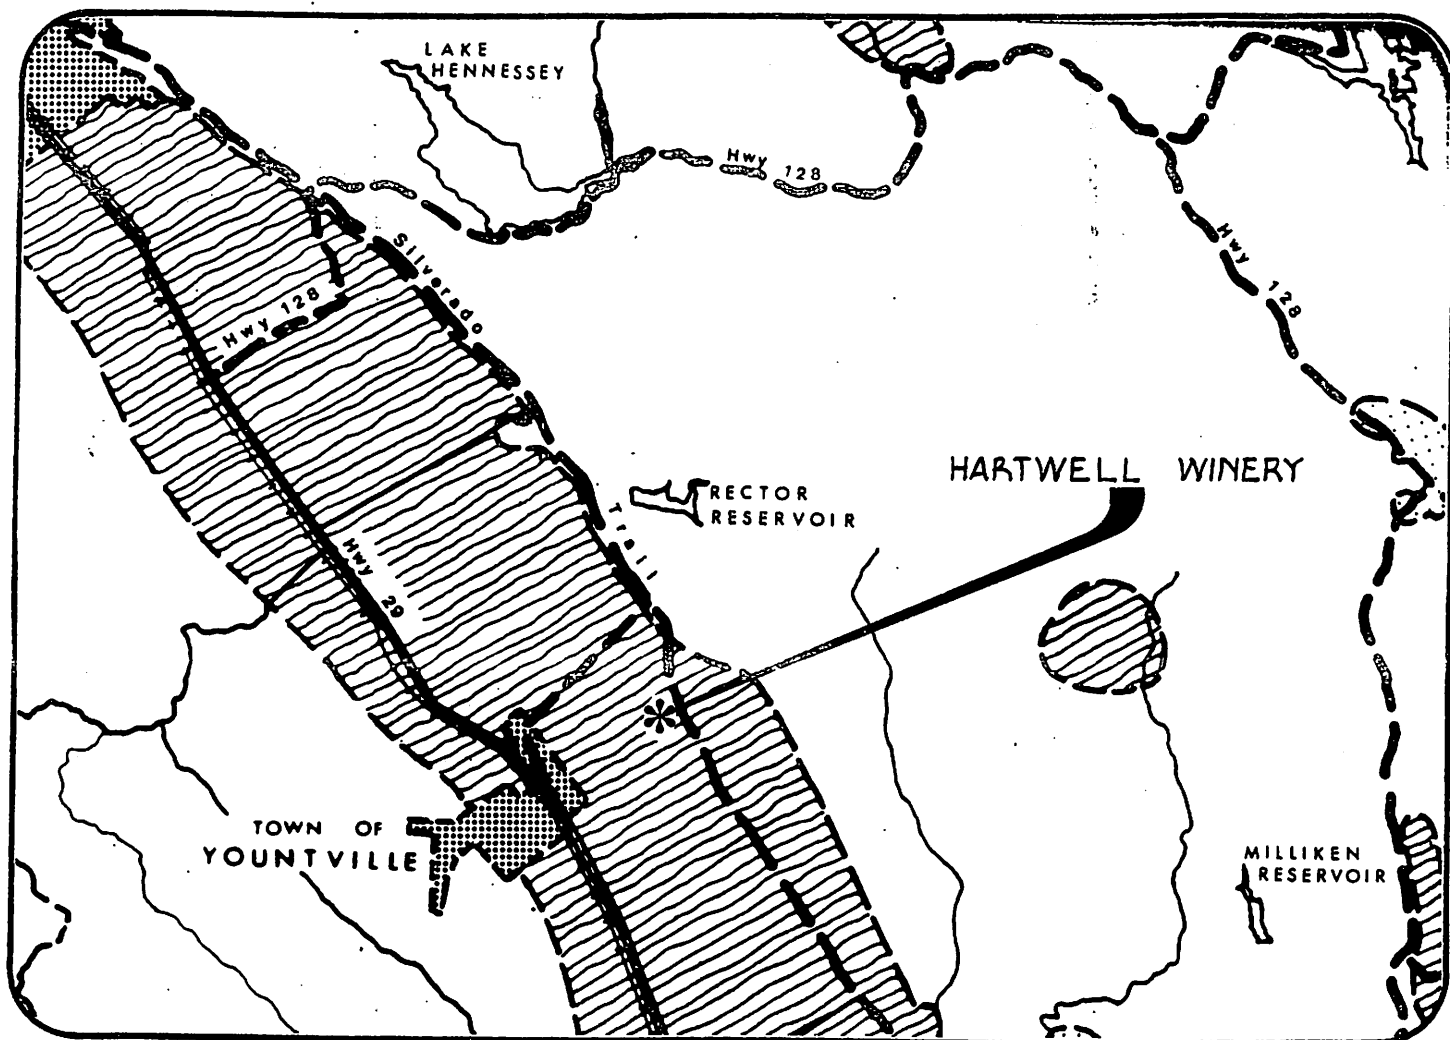 LAKE
HENNESSEY
Hwy 128
Silverado
Hwy 128
Hwy 128
HARTWELL WINERY
RECTOR
RESERVOIR
Trail
Hwy 29
TOWN OF
YOUNTVILLE
MILLIKEN
RESERVOIR